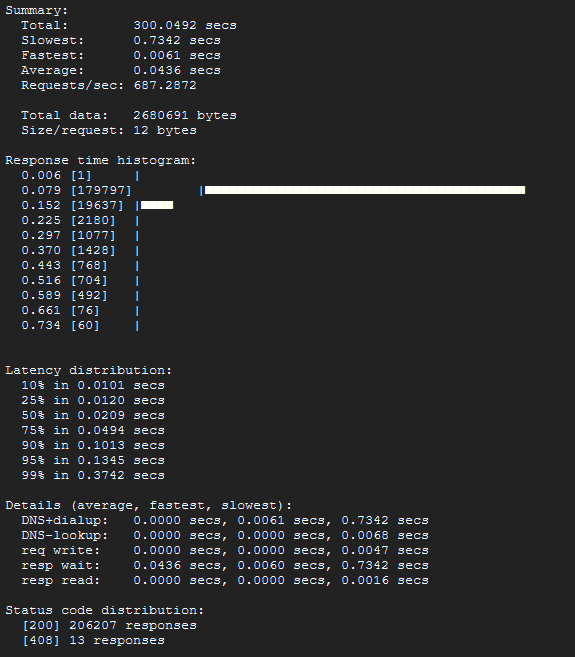 Summary:
Total: 300.0492 secs
Slowest: 0.7342 secs
Fastest: 0.0061 secs
Average: 0.0436 secs
Requests/sec: 687.2872
Total data: 2680691 bytes
Size/request: 12 bytes
Response time histogram:
0.006 [1] |
0.079 [179797] |■■■■■■■■■■■■■■■■■■■■■■■■■■■■■■■■■■■■■■■■
0.152 [19637] |■■■■
0.225 [2180] |
0.297 [1077] |
0.370 [1428] |
0.443 [768] |
0.516 [704] |
0.589 [492] |
0.661 [76] |
0.734 [60] |
Latency distribution:
10% in 0.0101 secs
25% in 0.0120 secs
50% in 0.0209 secs
75% in 0.0494 secs
90% in 0.1013 secs
95% in 0.1345 secs
99% in 0.3742 secs
Details (average, fastest, slowest):
DNS+dialup: 0.0000 secs, 0.0061 secs, 0.7342 secs
DNS-lookup: 0.0000 secs, 0.0000 secs, 0.0068 secs
req write: 0.0000 secs, 0.0000 secs, 0.0047 secs
resp wait: 0.0436 secs, 0.0060 secs, 0.7342 secs
resp read: 0.0000 secs, 0.0000 secs, 0.0016 secs
Status code distribution:
[200] 206207 responses
[408] 13 responses